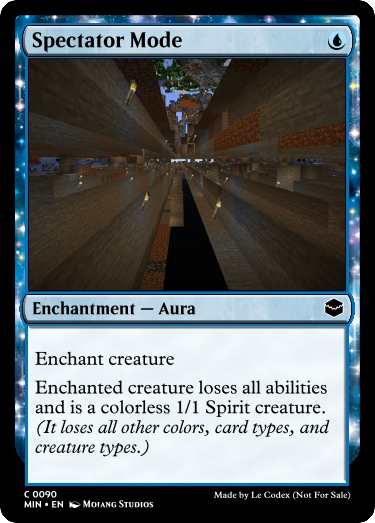 Spectator Mode
Enchantment — Aura
Enchant creature
Enchanted creature loses all abilities
and is a colorless 1/1 Spirit creature.
(It loses all other colors, card types, and
creature types.)
C 0090
MIN • EN Mojang Studios
Made by Le Codex (Not For Sale)